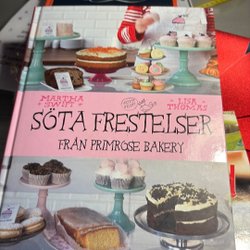 MARTHA SWIFT
LISA THOMAS
SÖTA FRESTELSER
FRÅN PRIMROSE BAKERY